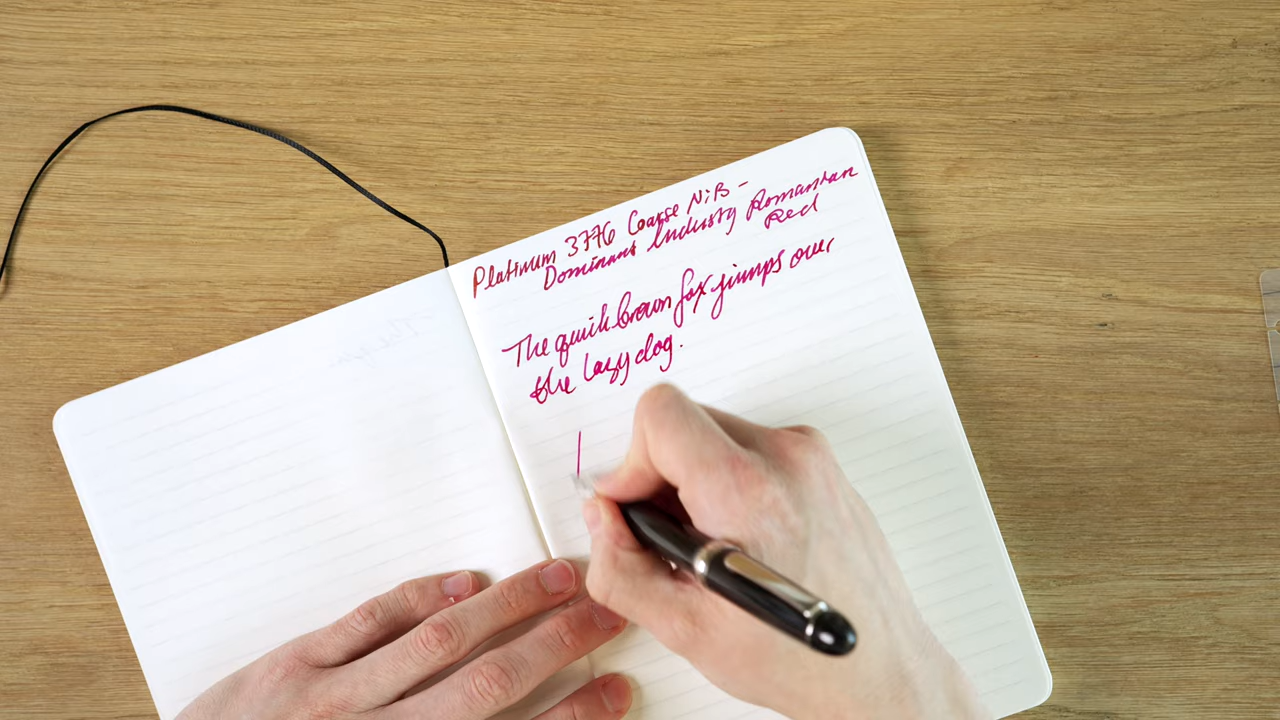 Platinum 3776 Coarse NiB -
Dominant Industry Romanian
Red
The quick brown fox jumps over
the lazy dog.